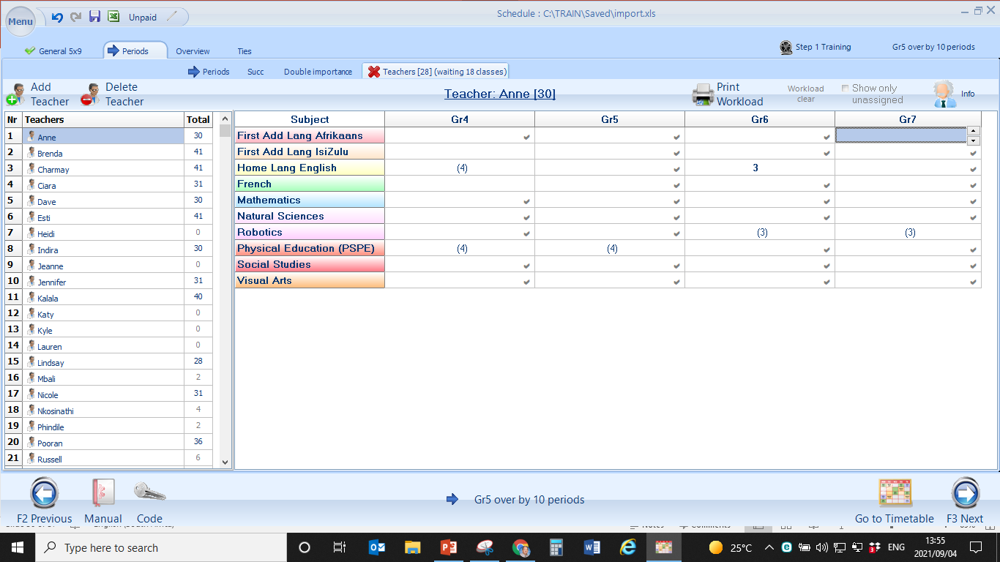 Menu
Unpaid
Schedule : C:\TRAIN\Saved\import.xls
General 5x9 Periods Overview Ties
Step 1 Training Gr5 over by 10 periods
Periods Succ Double importance Teachers [28] (waiting 18 classes)
Add Teacher
Delete Teacher
Teacher: Anne [30]
Print Workload
Workload clear
Show only unassigned
Info
Nr Teachers Total
1 Anne 30
2 Brenda 41
3 Charmay 41
4 Ciara 31
5 Dave 30
6 Esti 41
7 Heidi 0
8 Indira 30
9 Jeanne 0
10 Jennifer 31
11 Kalala 40
12 Katy 0
13 Kyle 0
14 Lauren 0
15 Lindsay 28
16 Mbali 2
17 Nicole 31
18 Nkosinathi 4
19 Phindile 2
20 Pooran 36
21 Russell 6
Subject Gr4 Gr5 Gr6 Gr7
First Add Lang Afrikaans
First Add Lang IsiZulu
Home Lang English (4) 3
French
Mathematics
Natural Sciences
Robotics (3) (3)
Physical Education (PSPE) (4) (4)
Social Studies
Visual Arts
F2 Previous Manual Code
Gr5 over by 10 periods
Go to Timetable F3 Next
Type here to search
25°C
ENG
13:55
2021/09/04